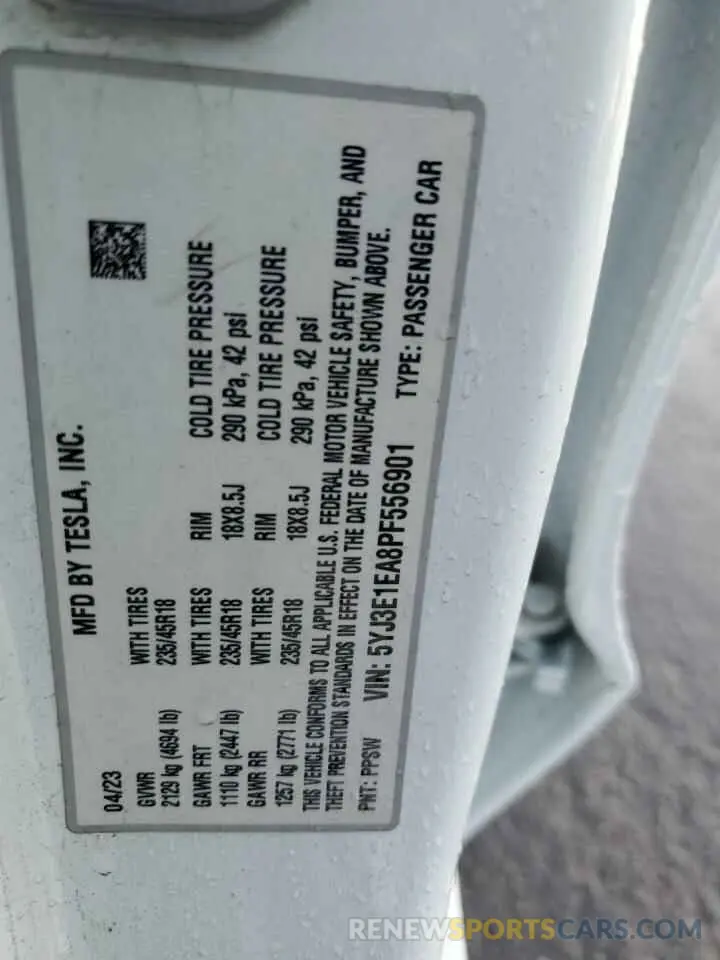 MFD BY TESLA, INC.
04/23
GVWR WITH TIRES
2129 kg (4694 lb) 235/45R18
GAWR FRT WITH TIRES RIM COLD TIRE PRESSURE
1110 kg (2447 lb) 235/45R18 18X8.5J 290 kPa, 42 psi
GAWR RR WITH TIRES RIM COLD TIRE PRESSURE
1257 kg (2771 lb) 235/45R18 18X8.5J 290 kPa, 42 psi
THIS VEHICLE CONFORMS TO ALL APPLICABLE U.S. FEDERAL MOTOR VEHICLE SAFETY, BUMPER, AND
THEFT PREVENTION STANDARDS IN EFFECT ON THE DATE OF MANUFACTURE SHOWN ABOVE.
PNT: PPSW VIN: 5YJ3E1EA8PF556901 TYPE: PASSENGER CAR
RENEWSPORTSCARS.COM